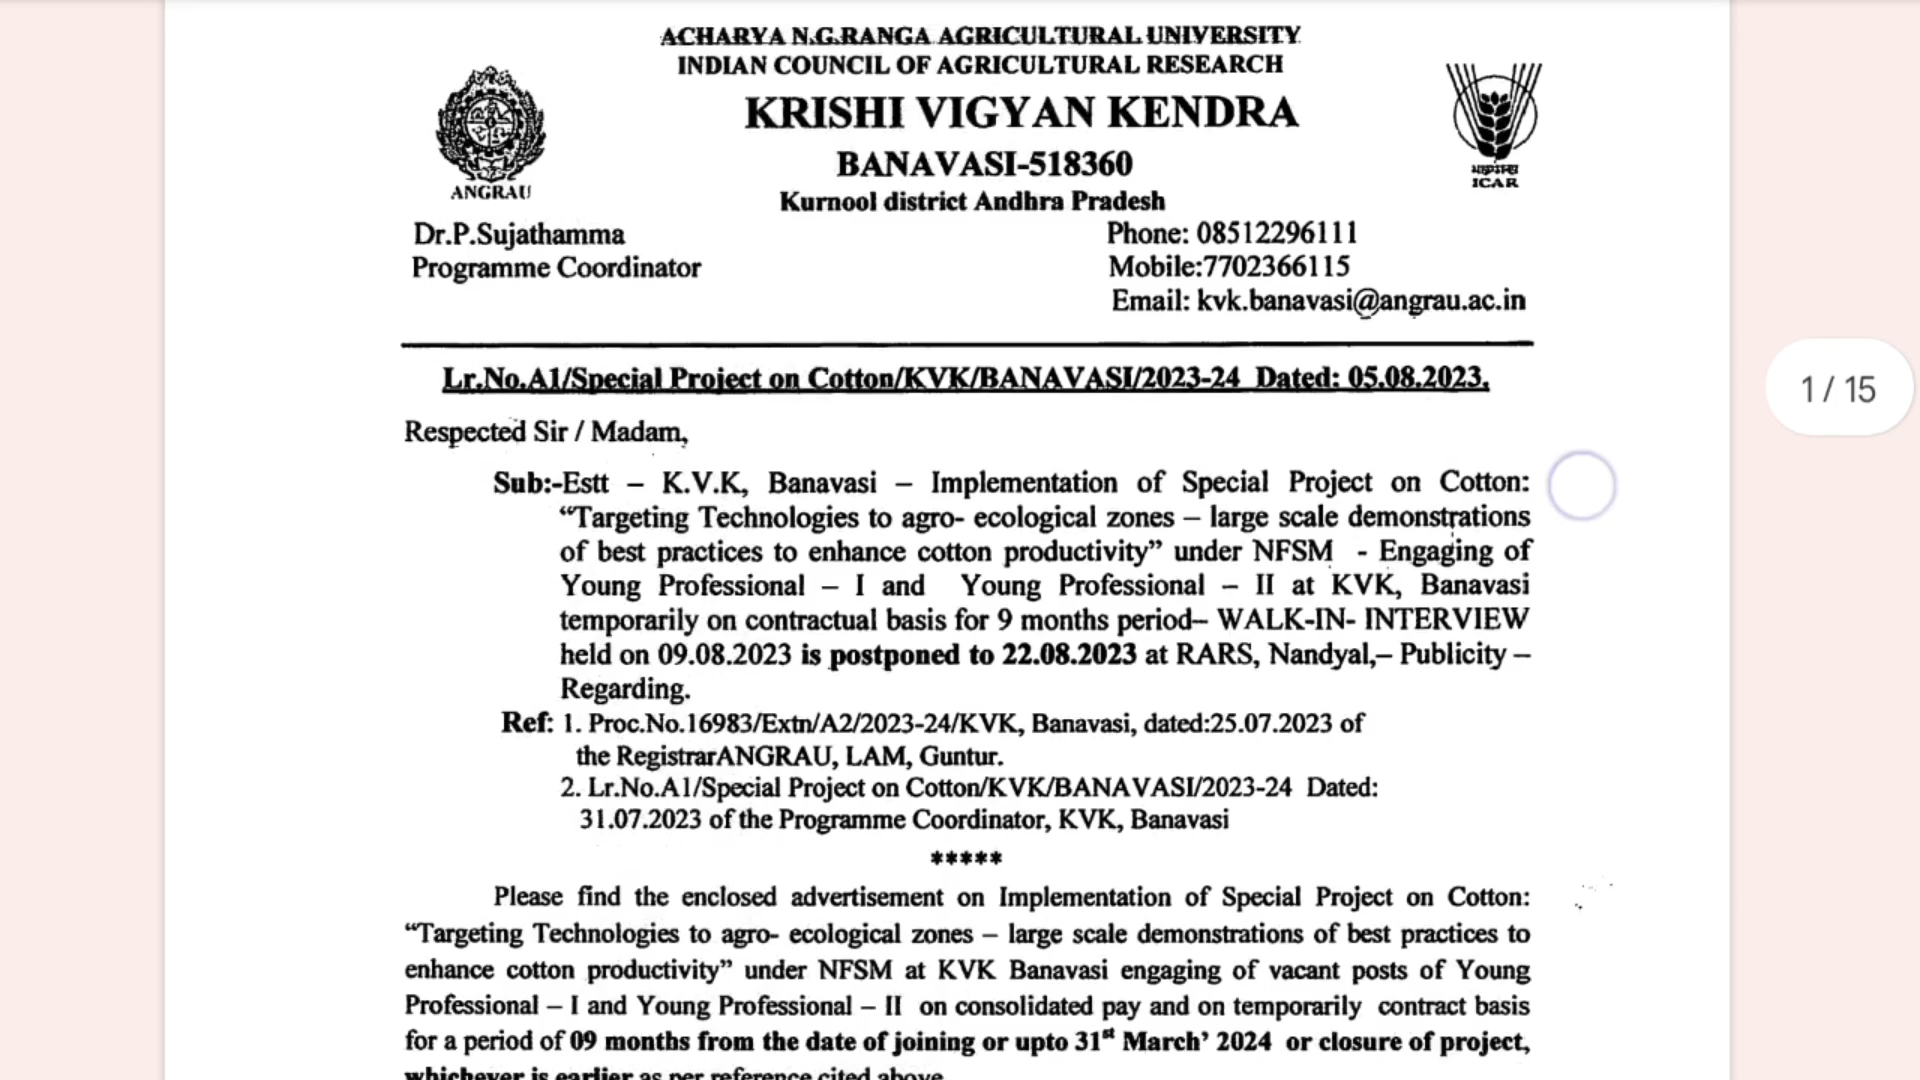 ACHARYA N.G.RANGA AGRICULTURAL UNIVERSITY
INDIAN COUNCIL OF AGRICULTURAL RESEARCH
KRISHI VIGYAN KENDRA
BANAVASI-518360
Kurnool district Andhra Pradesh
ANGRAU
ICAR
Dr.P.Sujathamma
Programme Coordinator
Phone: 08512296111
Mobile:7702366115
Email: kvk.banavasi@angrau.ac.in
Lr.No.A1/Special Project on Cotton/KVK/BANAVASI/2023-24 Dated: 05.08.2023.
1 / 15
Respected Sir / Madam,
Sub:-Estt – K.V.K, Banavasi – Implementation of Special Project on Cotton:
“Targeting Technologies to agro- ecological zones – large scale demonstrations
of best practices to enhance cotton productivity” under NFSM - Engaging of
Young Professional – I and Young Professional – II at KVK, Banavasi
temporarily on contractual basis for 9 months period– WALK-IN- INTERVIEW
held on 09.08.2023 is postponed to 22.08.2023 at RARS, Nandyal,– Publicity –
Regarding.
Ref: 1. Proc.No.16983/Extn/A2/2023-24/KVK, Banavasi, dated:25.07.2023 of
the RegistrarANGRAU, LAM, Guntur.
2. Lr.No.A1/Special Project on Cotton/KVK/BANAVASI/2023-24 Dated:
31.07.2023 of the Programme Coordinator, KVK, Banavasi
*****
Please find the enclosed advertisement on Implementation of Special Project on Cotton:
“Targeting Technologies to agro- ecological zones – large scale demonstrations of best practices to
enhance cotton productivity” under NFSM at KVK Banavasi engaging of vacant posts of Young
Professional – I and Young Professional – II on consolidated pay and on temporarily contract basis
for a period of 09 months from the date of joining or upto 31st March’ 2024 or closure of project,
whichever is earlier as per reference cited above.